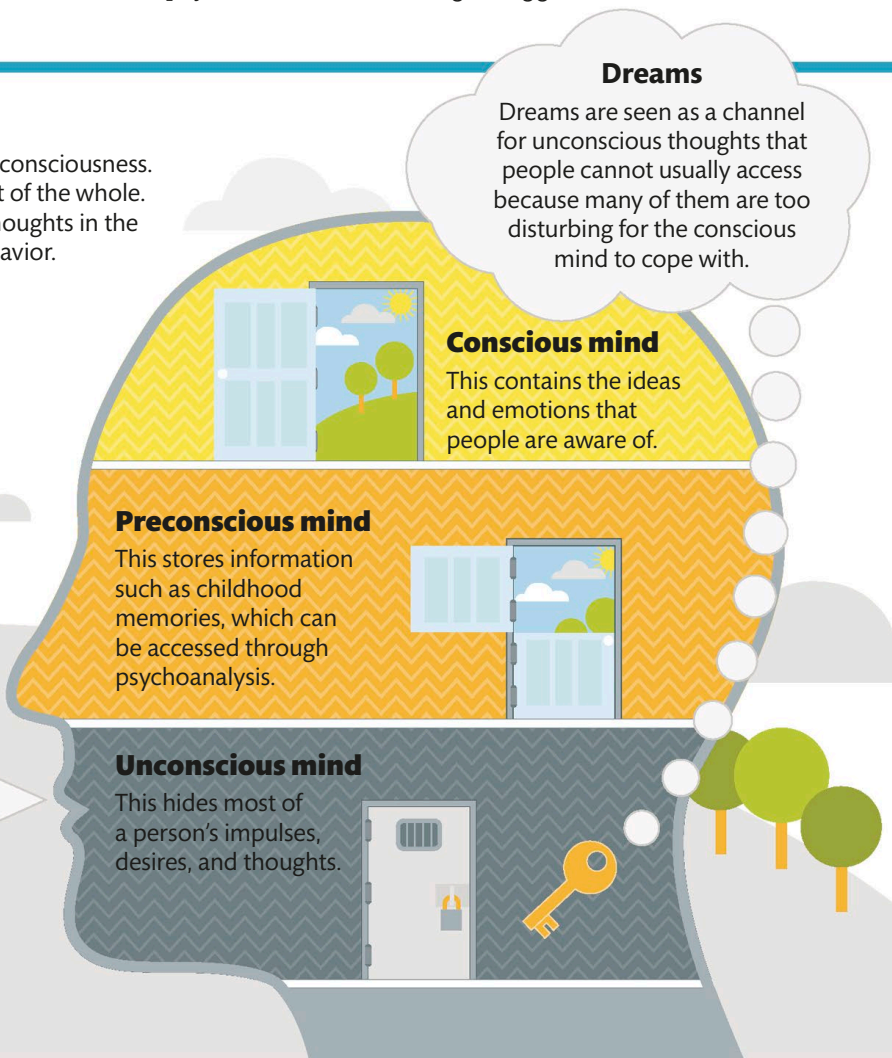 Dreams
Dreams are seen as a channel
for unconscious thoughts that
people cannot usually access
because many of them are too
disturbing for the conscious
mind to cope with.
consciousness.
of the whole.
in the
Conscious mind
This contains the ideas
and emotions that
people are aware of.
Preconscious mind
This stores information
such as childhood
memories, which can
be accessed through
psychoanalysis.
Unconscious mind
This hides most of
a person's impulses,
desires, and thoughts.